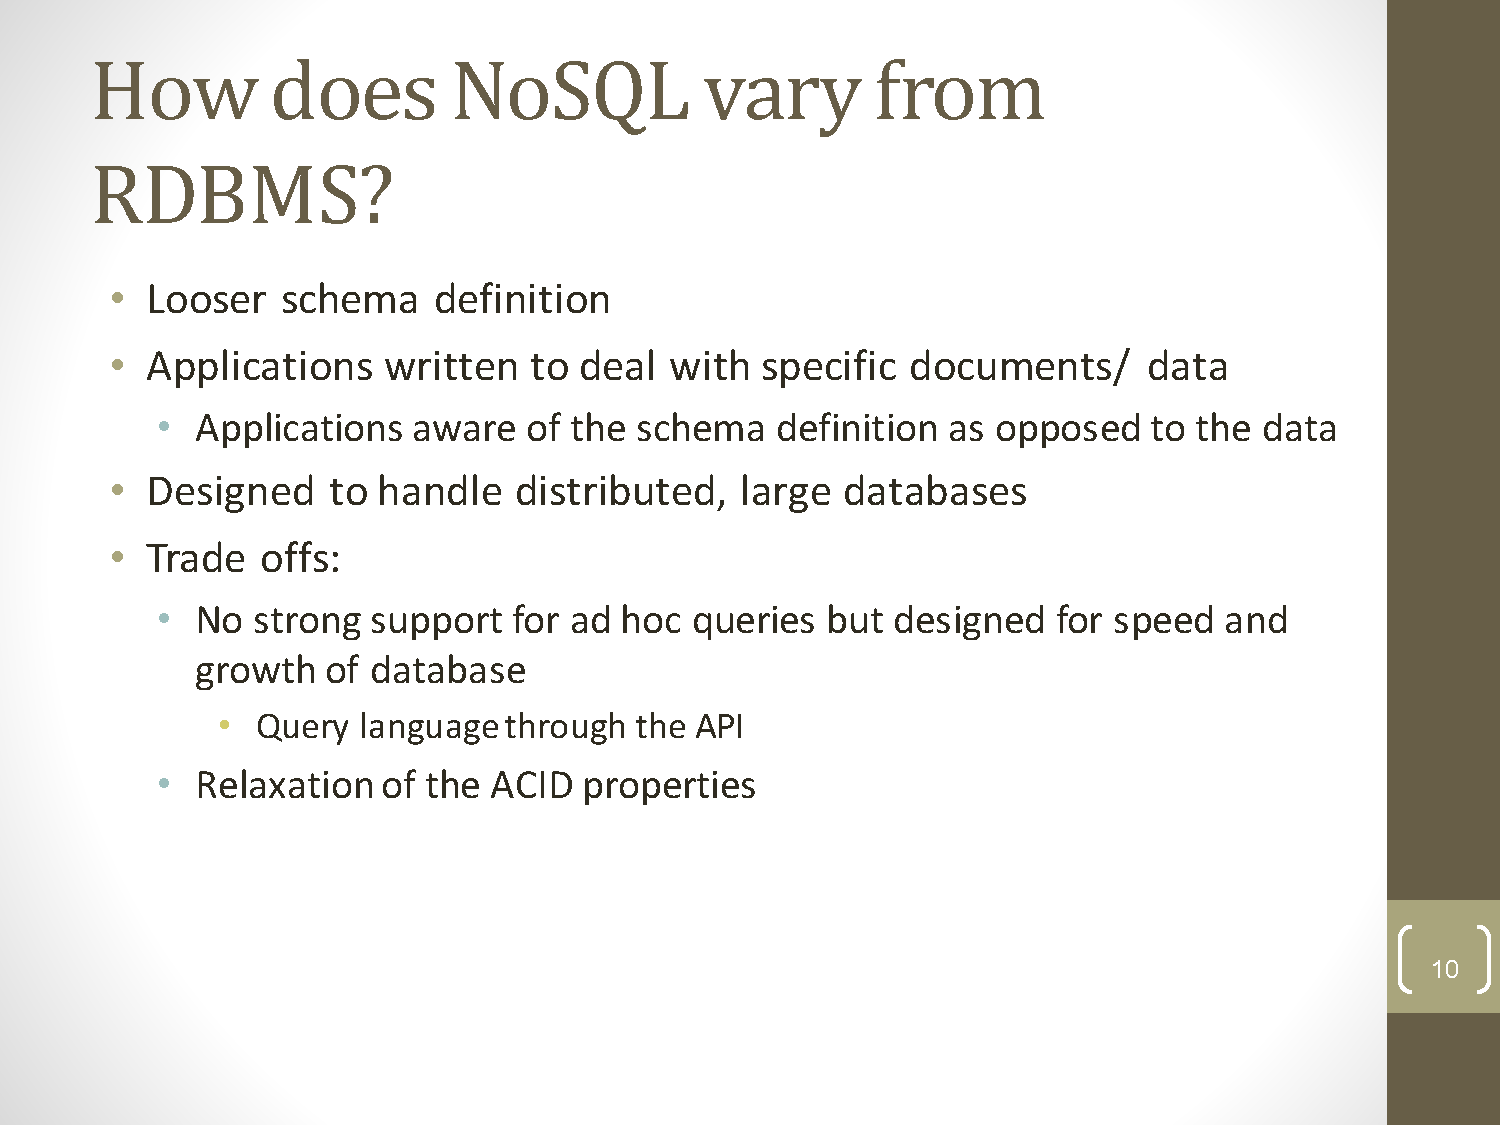 How does NoSQL vary from
RDBMS?
• Looser schema definition
• Applications written to deal with specific documents/ data
• Applications aware of the schema definition as opposed to the data
• Designed to handle distributed, large databases
• Trade offs:
• No strong support for ad hoc queries but designed for speed and
growth of database
• Query language through the API
• Relaxation of the ACID properties
10